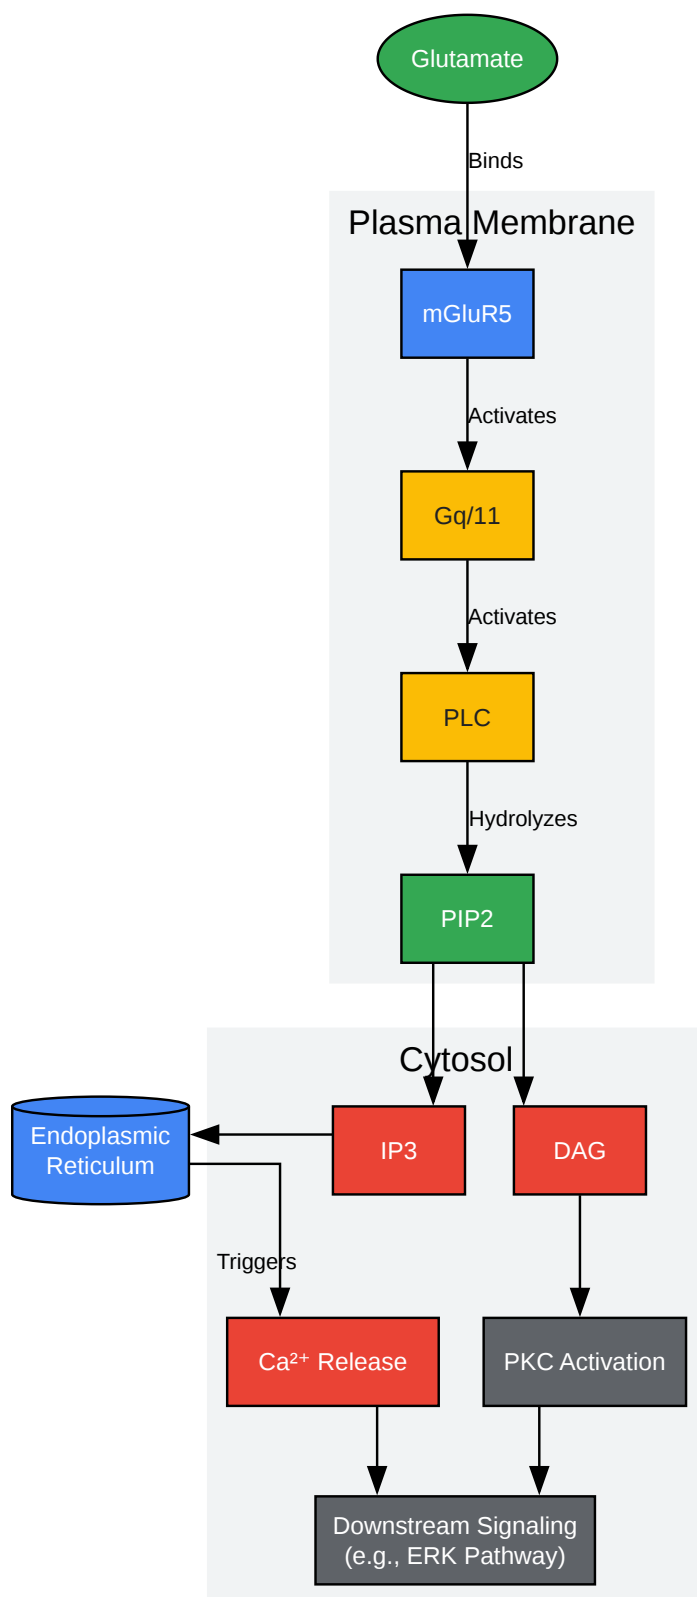 Glutamate
Binds
Plasma Membrane
mGluR5
Activates
Gq/11
Activates
PLC
Hydrolyzes
PIP2
Cytosol
Endoplasmic
Reticulum
IP3
DAG
Triggers
Ca²⁺ Release
PKC Activation
Downstream Signaling
(e.g., ERK Pathway)